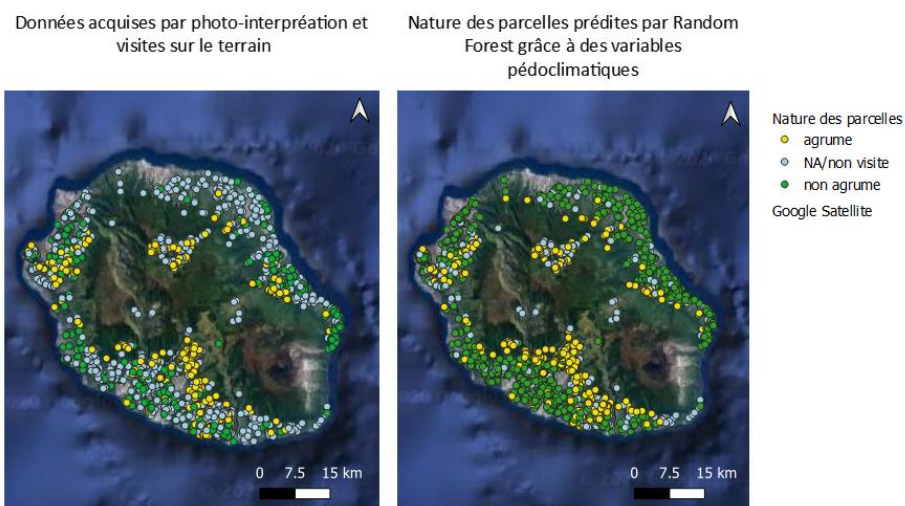 Données acquises par photo-interpréation et
visites sur le terrain
Nature des parcelles prédites par Random
Forest grâce à des variables
pédoclimatiques
Nature des parcelles
agrume
NA/non visite
non agrume
Google Satellite
0 7.5 15 km
0 7.5 15 km